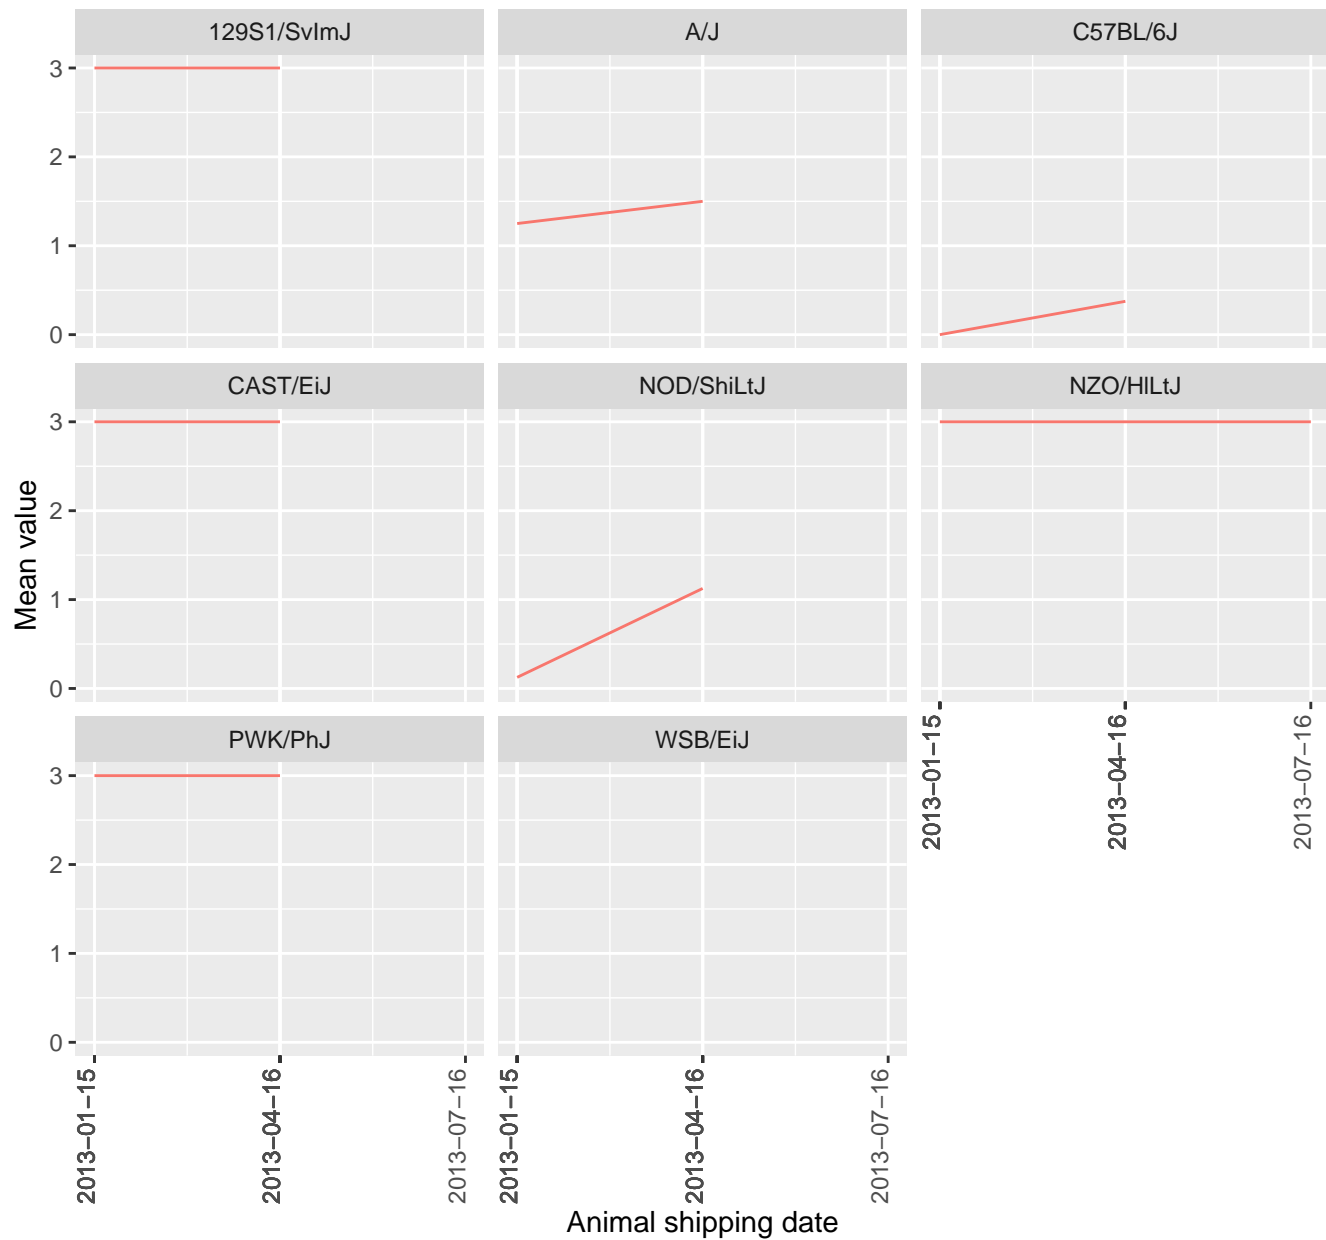 129S1/SvImJ
A/J
C57BL/6J
3
2
1
0
CAST/EiJ
NOD/ShiLtJ
NZO/HlLtJ
3
2
1
0
Mean value
2013−01−15
2013−04−16
2013−07−16
PWK/PhJ
WSB/EiJ
3
2
1
0
2013−01−15
2013−04−16
2013−07−16
2013−01−15
2013−04−16
2013−07−16
Animal shipping date